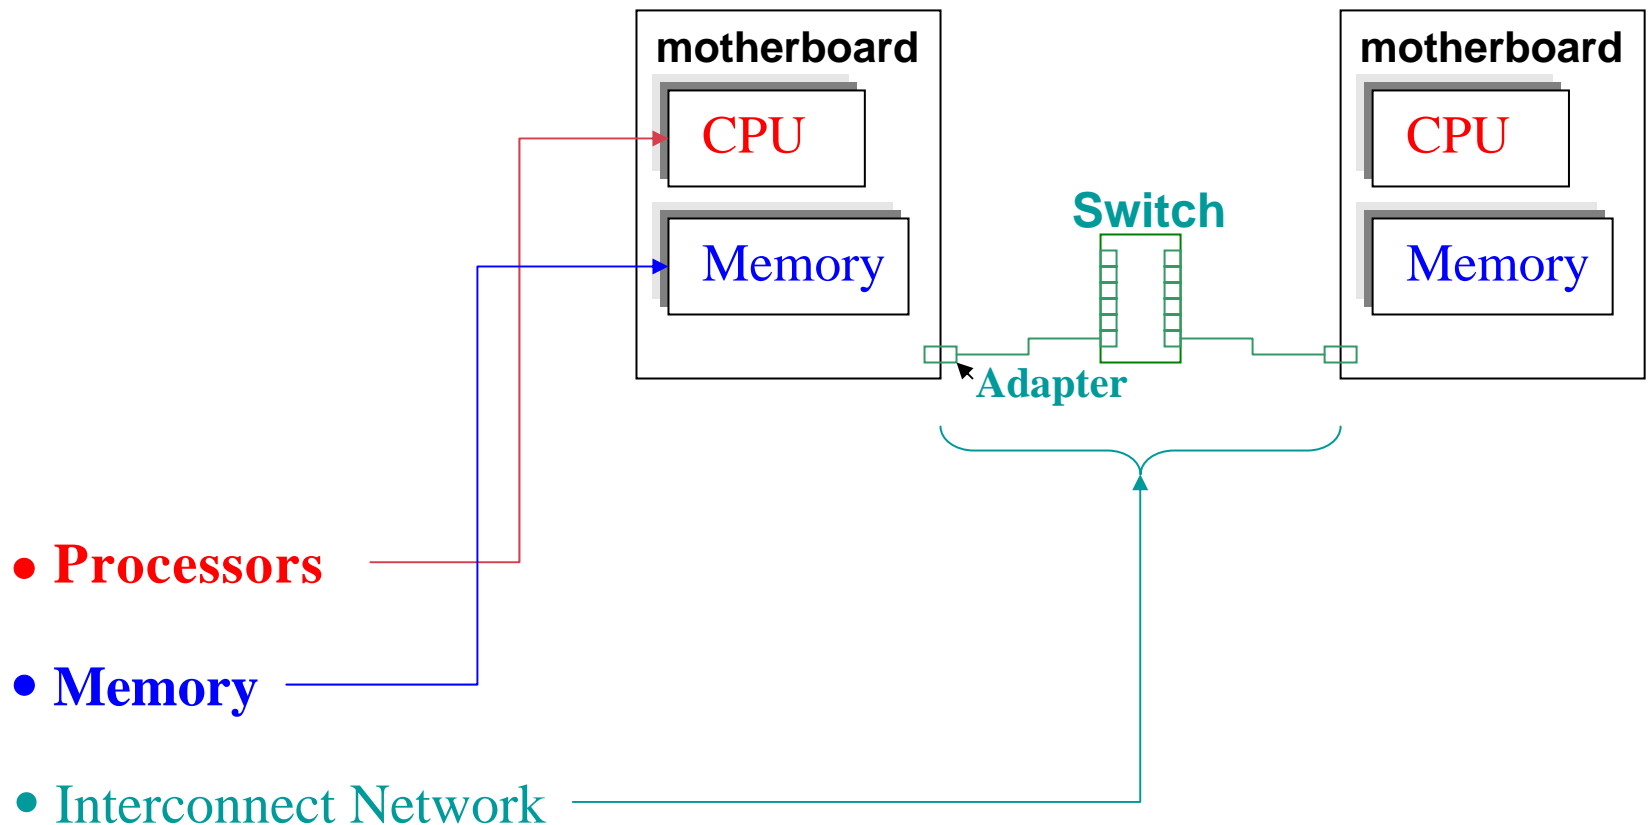 motherboard
motherboard
CPU
CPU
Switch
Memory
Memory
Adapter
• Processors
• Memory
• Interconnect Network